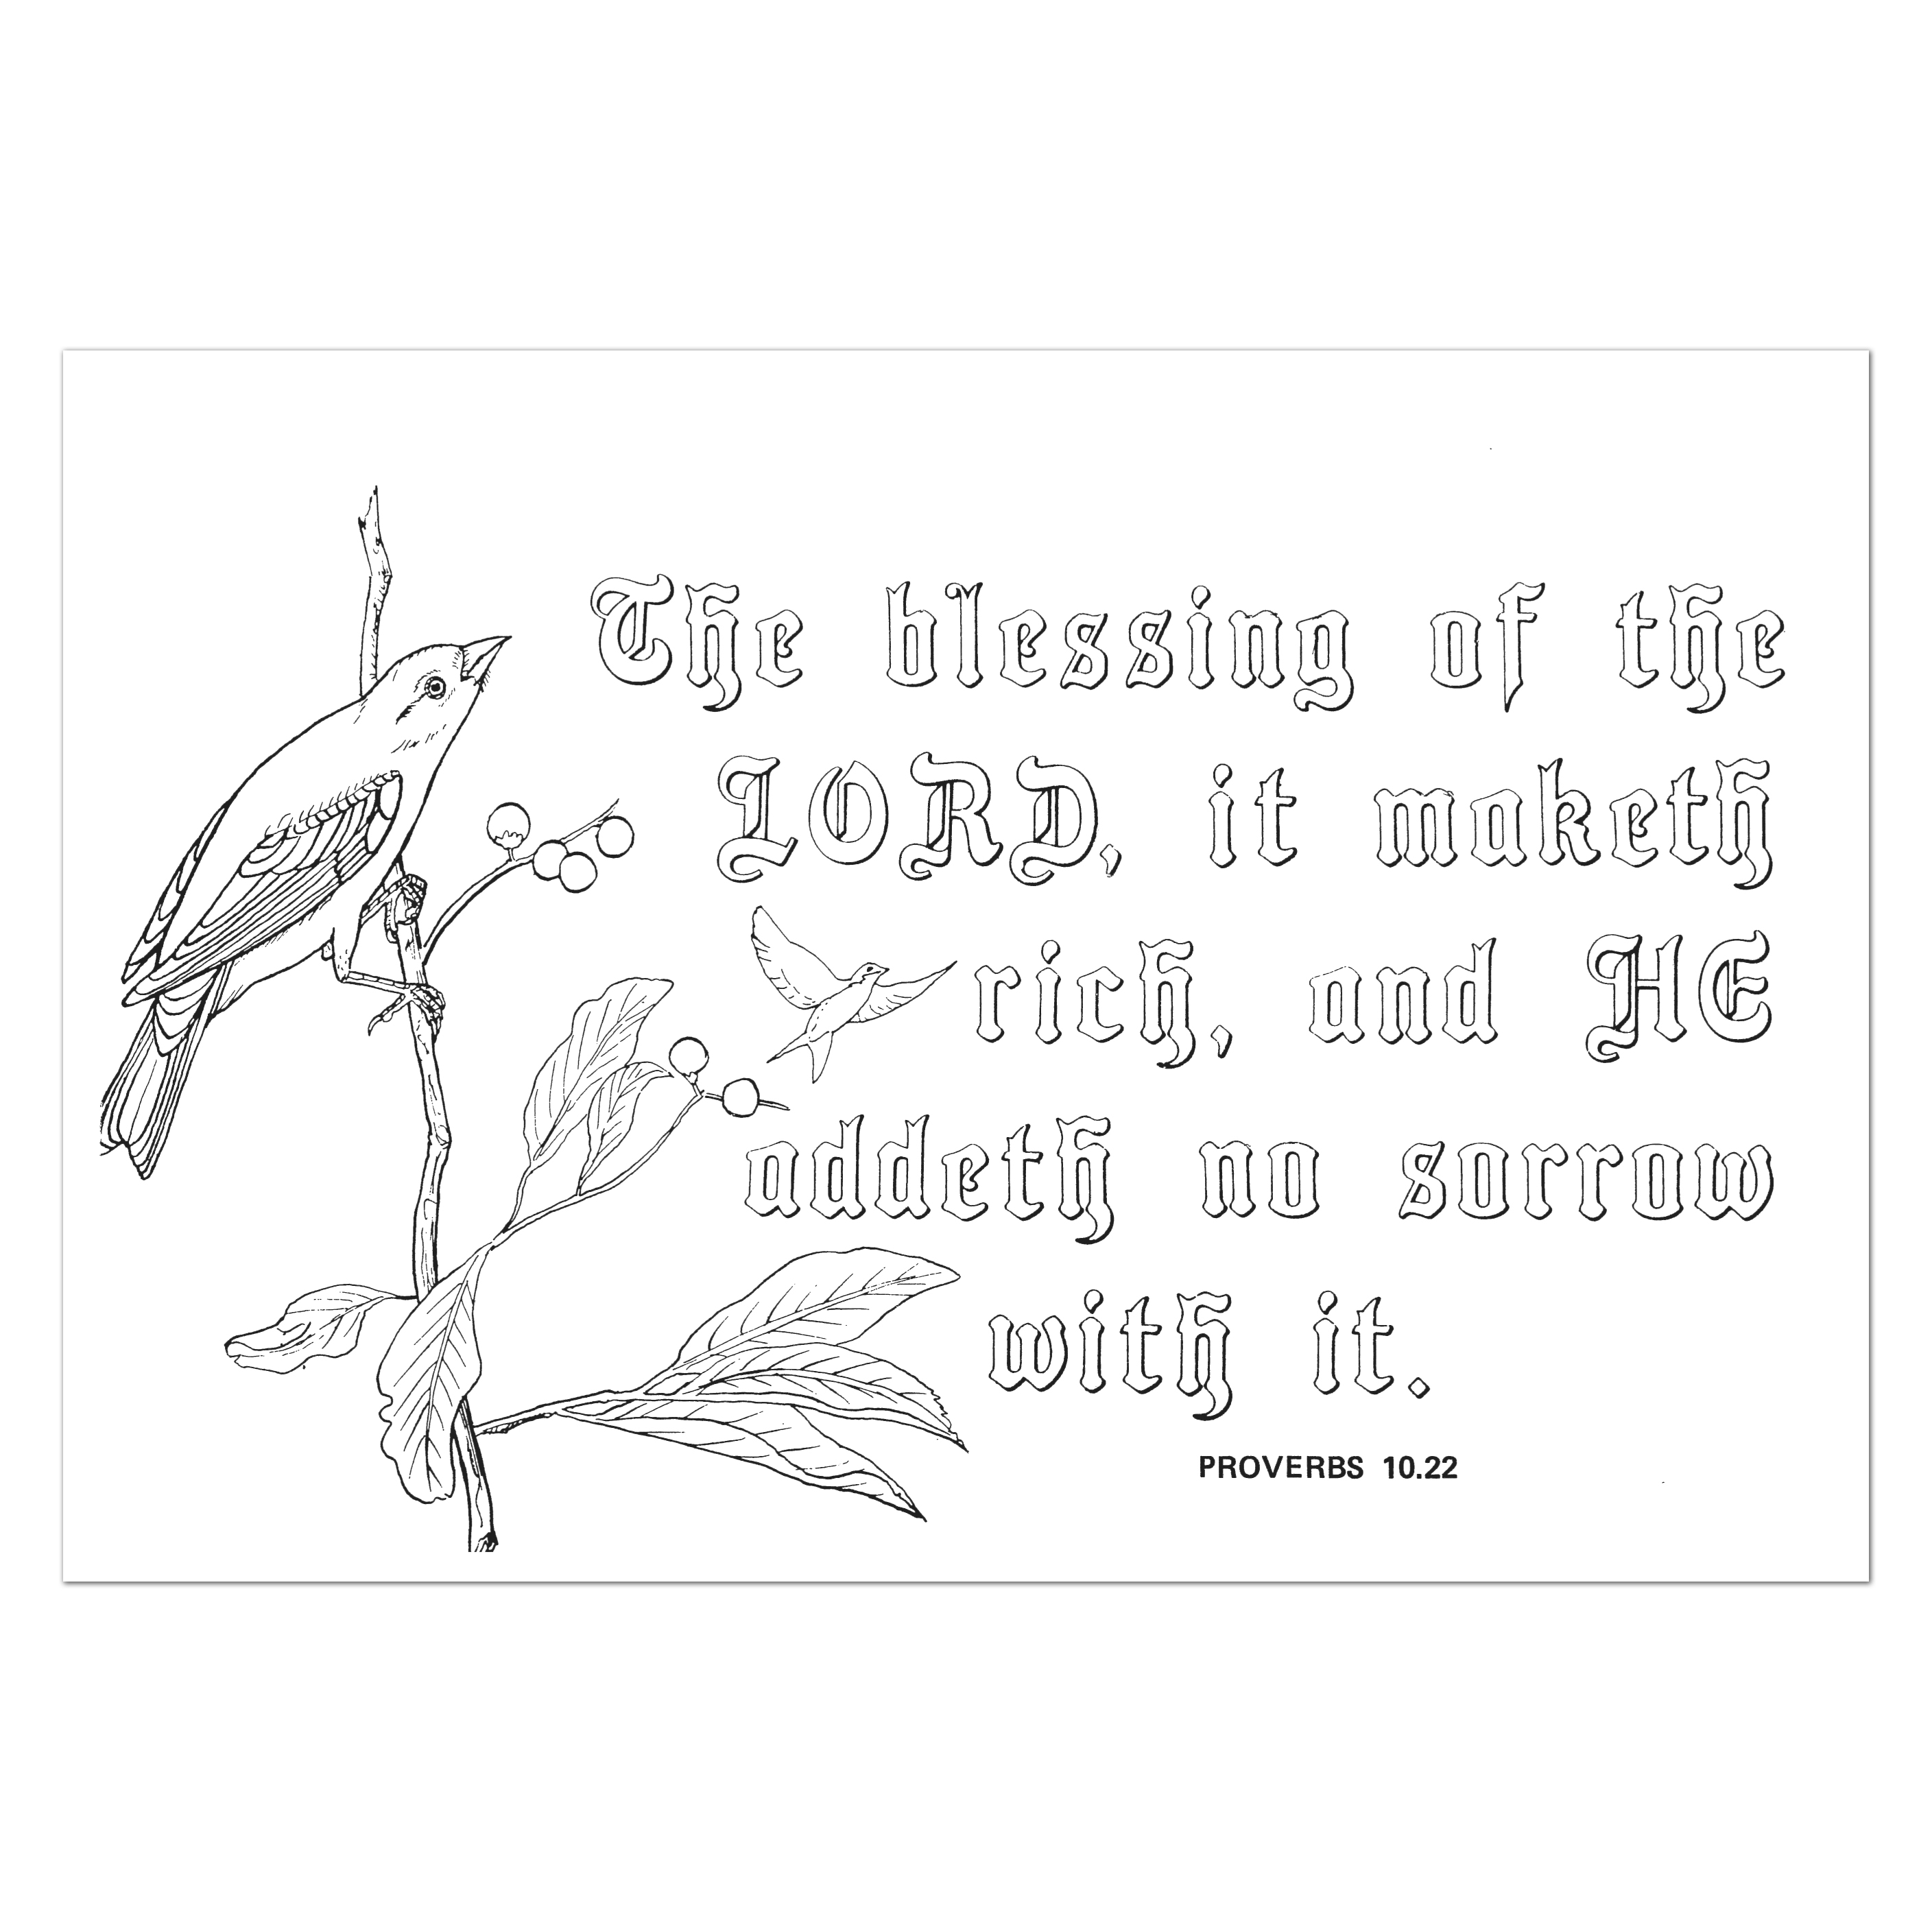 The blessing of the
LORD, it maketh
rich, and HE
addeth no sorrow
with it.
PROVERBS 10.22